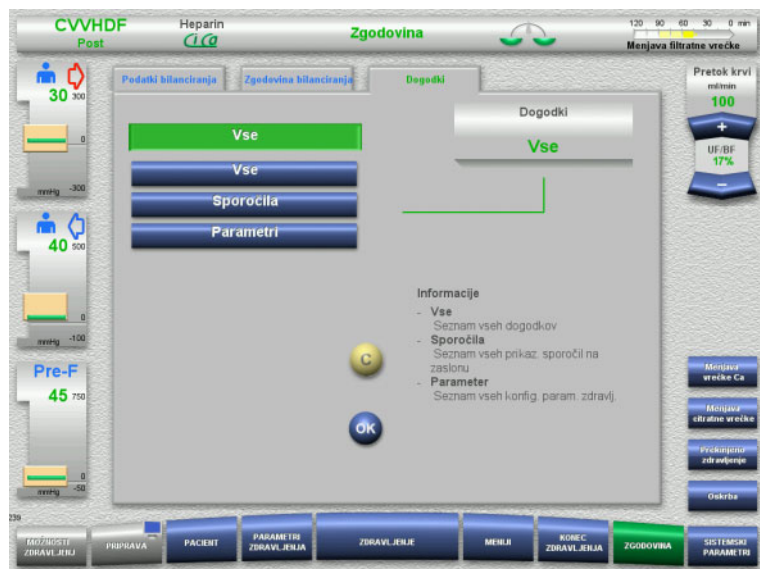 CVVHDF
Post
Heparin
Ci Ca
Zgodovina
120 90 60 30 0 min
Menjava filtratne vrečke
Podatki bilanciranja
Zgodovina bilanciranja
Dogodki
30 300
0
mmHg -300
40 500
0
mmHg -100
Pre-F
45 750
0
mmHg -50
Vse
Vse
Sporočila
Parametri
Dogodki
Vse
Informacije
- Vse
Seznam vseh dogodkov
- Sporočila
Seznam vseh prikaz. sporočil na
zaslonu
- Parameter
Seznam vseh konfig. param. zdravlj.
C
OK
Pretok krvi
ml/min
100
+
UF/BF
17%
−
Menjava
vrečke Ca
Menjava
citratne vrečke
Prekinjeno
zdravljenje
Oskrba
239
MOŽNOSTI
ZDRAVLJENJ
PRIPRAVA
PACIENT
PARAMETRI
ZDRAVLJENJA
ZDRAVLJENJE
MENIJI
KONEC
ZDRAVLJENJA
ZGODOVINA
SISTEMSKI
PARAMETRI